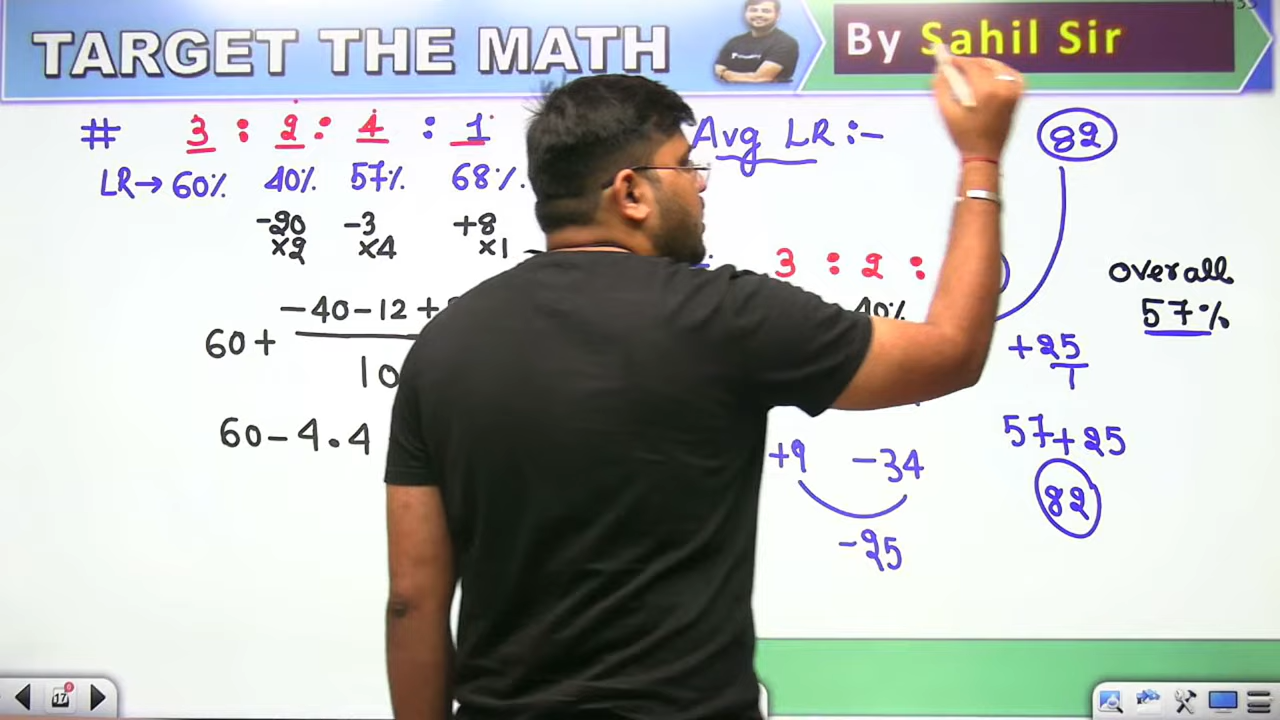 TARGET THE MATH
By Sahil Sir
# 3 : 2 : 4 : 1
LR→ 60% 40% 57% 68%
-20 -3 +8
×2 ×4 ×1
60+ -40-12+
10
60-4.4
Avg LR :-
82
3 : 2 :
40%
overall
57%
+25
1
57+25
82
+9 -34
-25
17